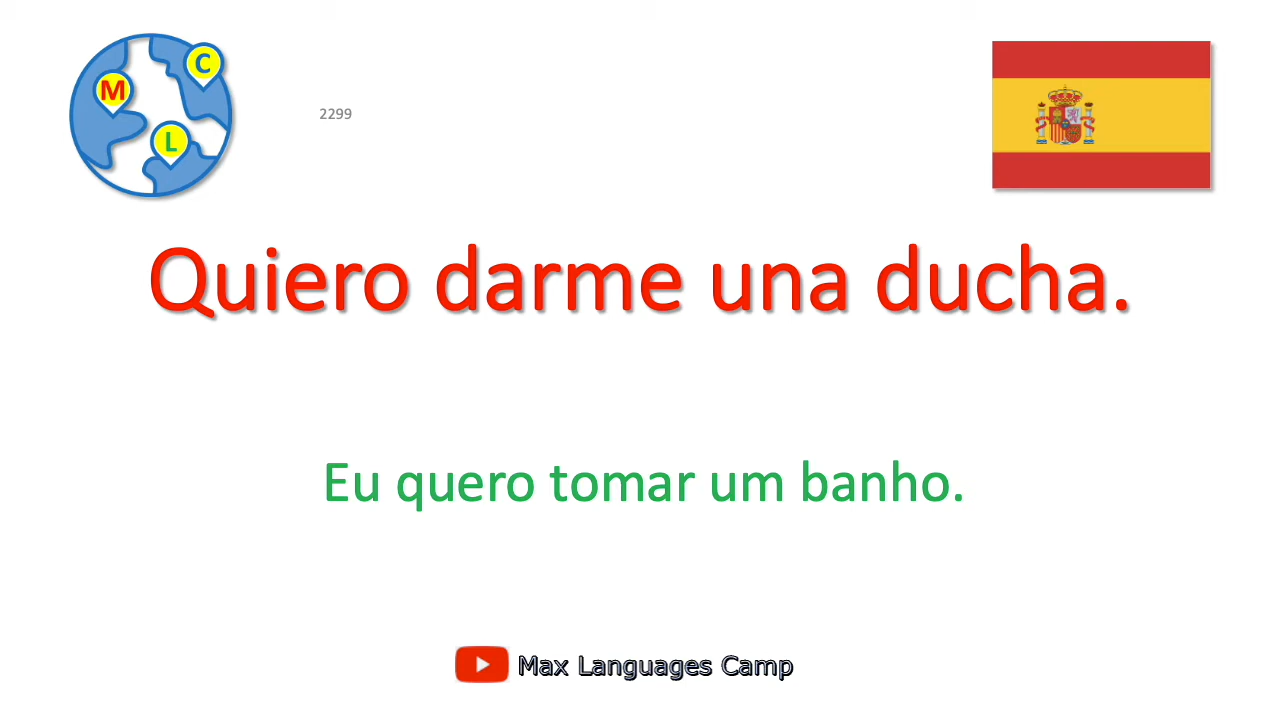 C
M
2299
L
Quiero darme una ducha.
Eu quero tomar um banho.
Max Languages Camp